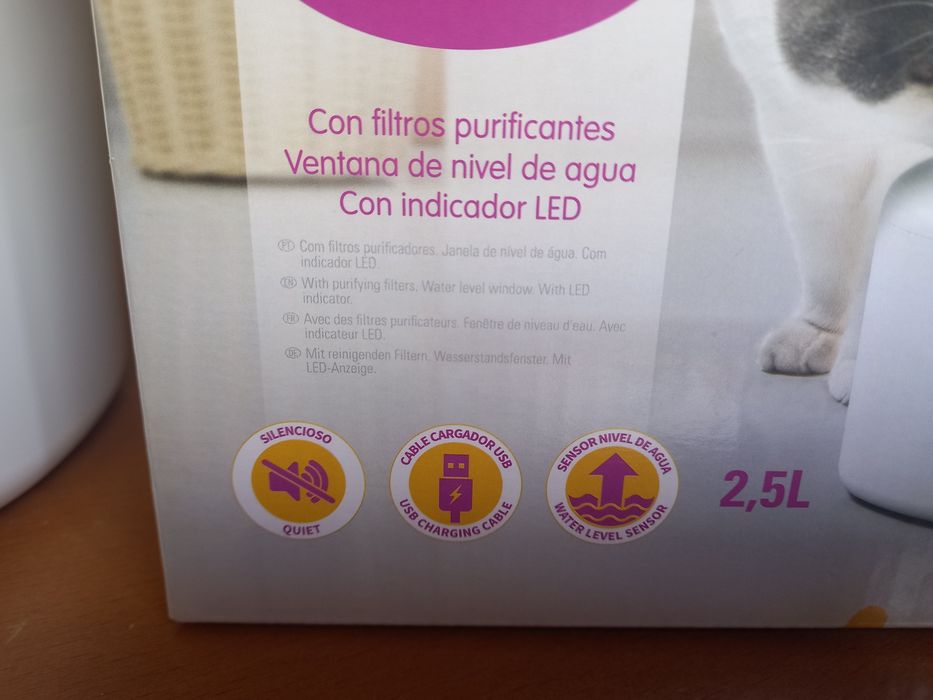 Con filtros purificantes
Ventana de nivel de agua
Con indicador LED
PT Com filtros purificadores. Janela de nível de água. Com
indicador LED.
EN With purifying filters. Water level window. With LED
indicator.
FR Avec des filtres purificateurs. Fenêtre de niveau d'eau. Avec
indicateur LED.
DE Mit reinigenden Filtern. Wasserstandsfenster. Mit
LED-Anzeige.
SILENCIOSO
QUIET
CABLE CARGADOR USB
USB CHARGING CABLE
SENSOR NIVEL DE AGUA
WATER LEVEL SENSOR
2,5L